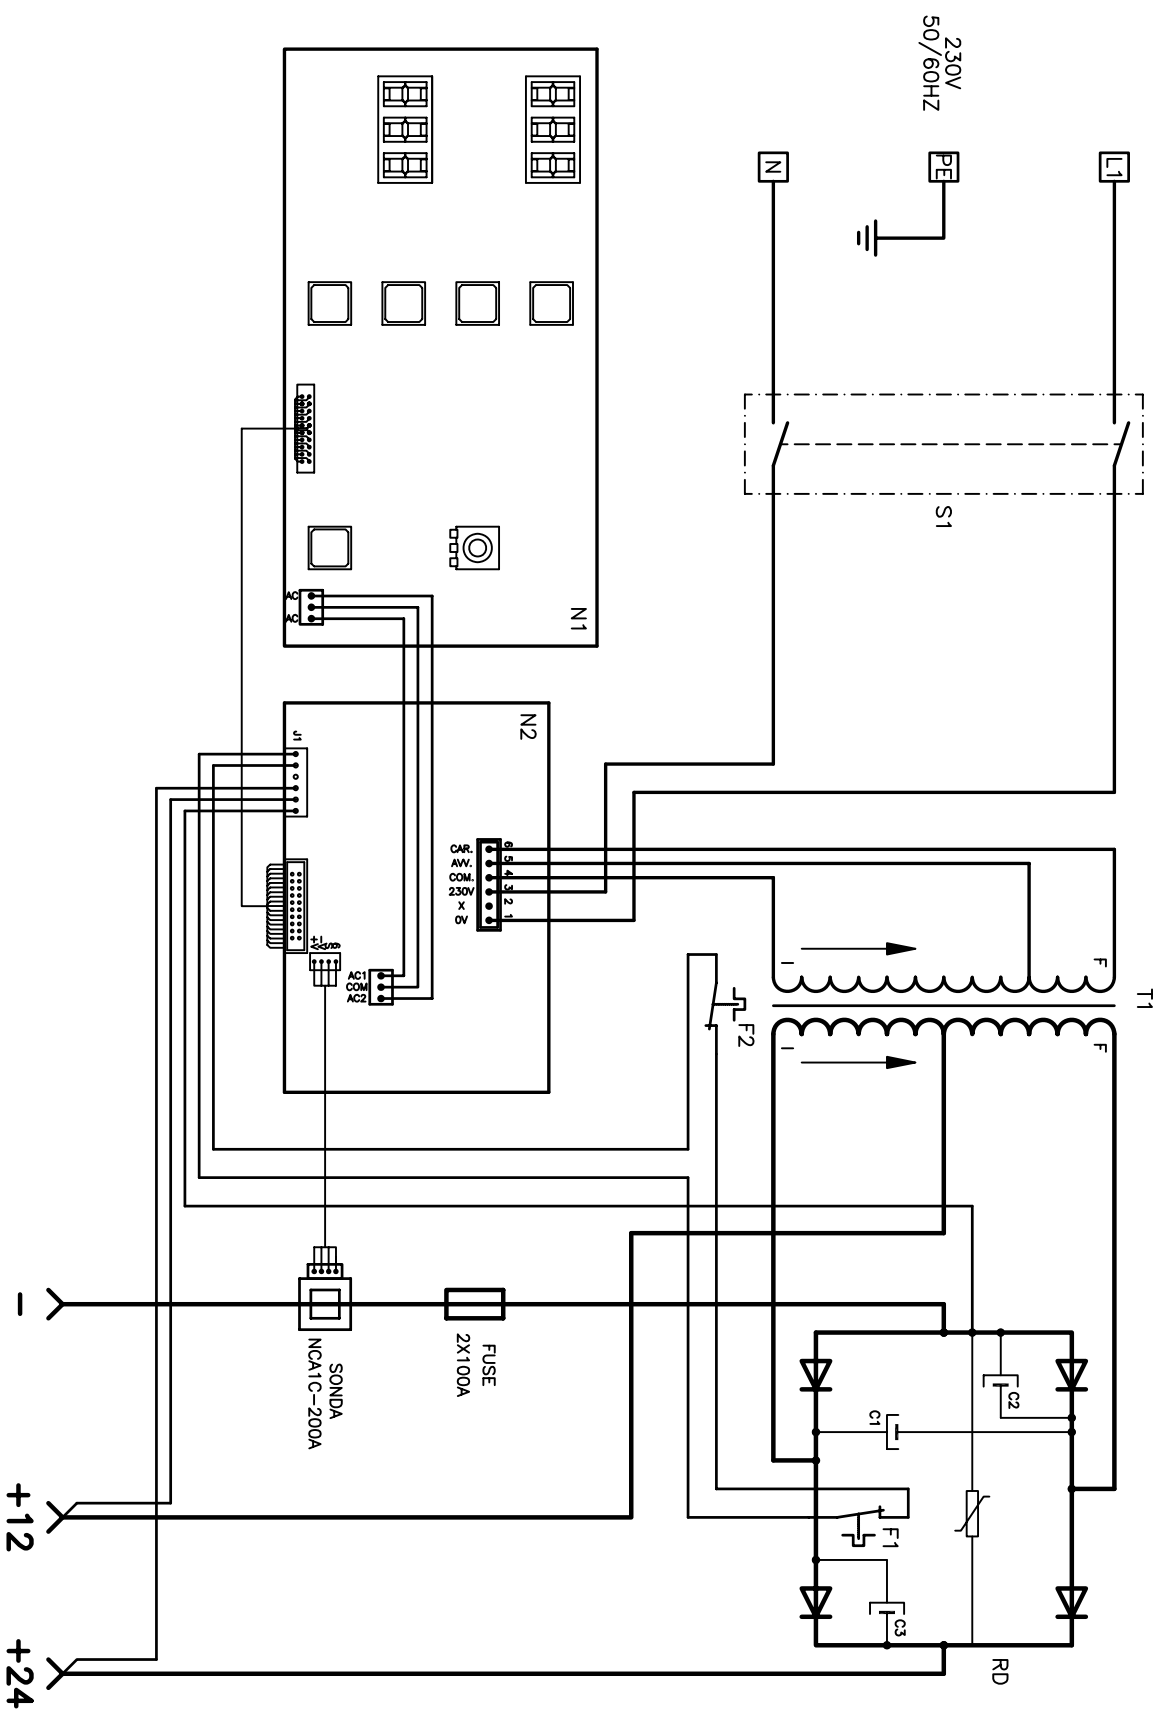 230V
50/60HZ
L1
PE
N
S1
N1
AC
AC
N2
J1
CAR. 6
AVV. 5
COM. 4
230V 3
X 2
0V 1
AC1
COM
AC2
T1
I
F
I
F
F2
FUSE
2X100A
SONDA
NCA1C-200A
C2
C1
F1
C3
RD
-
+12
+24